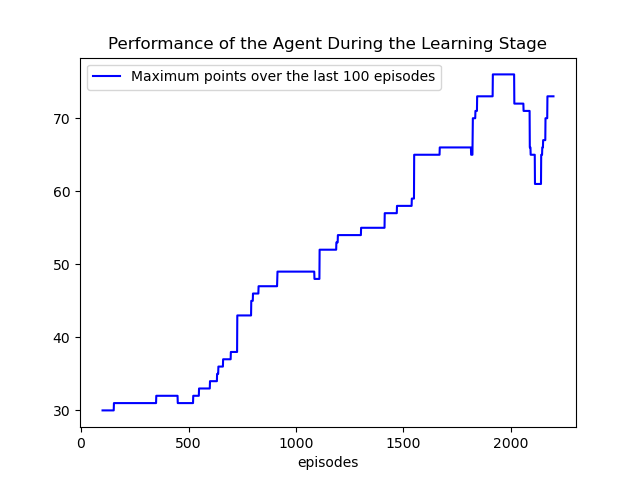 Performance of the Agent During the Learning Stage
Maximum points over the last 100 episodes
70
60
50
40
30
0 500 1000 1500 2000
episodes